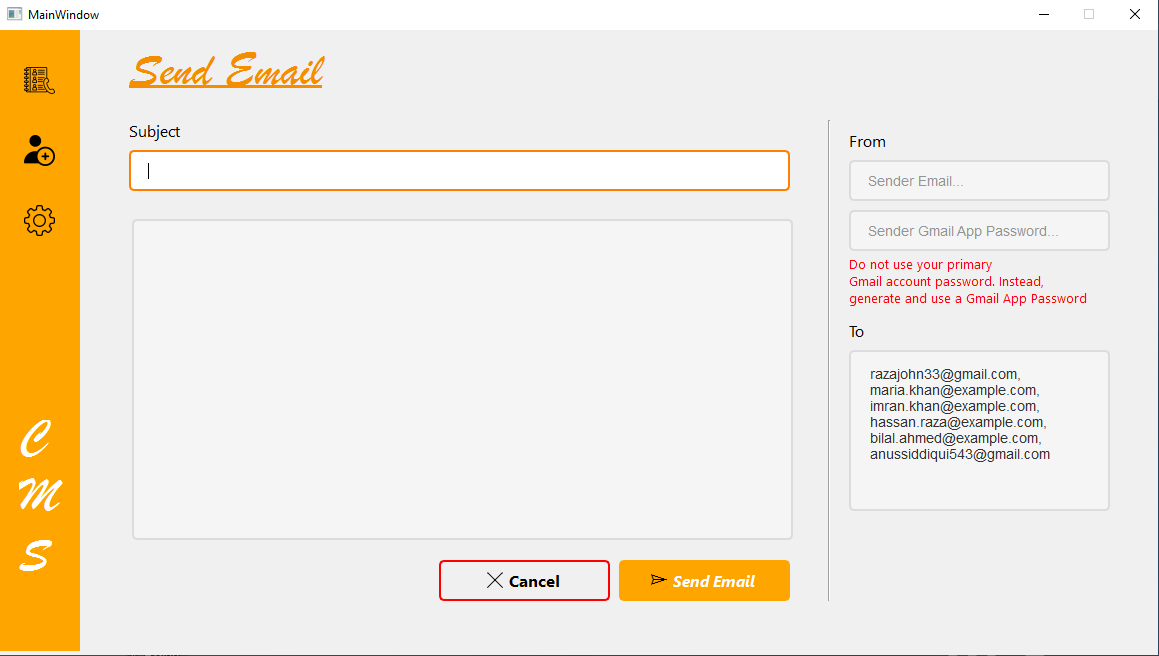 MainWindow
Send Email
Subject
From
Sender Email...
Sender Gmail App Password...
Do not use your primary
Gmail account password. Instead,
generate and use a Gmail App Password
To
razajohn33@gmail.com,
maria.khan@example.com,
imran.khan@example.com,
hassan.raza@example.com,
bilal.ahmed@example.com,
anussiddiqui543@gmail.com
Cancel
Send Email
C
M
S